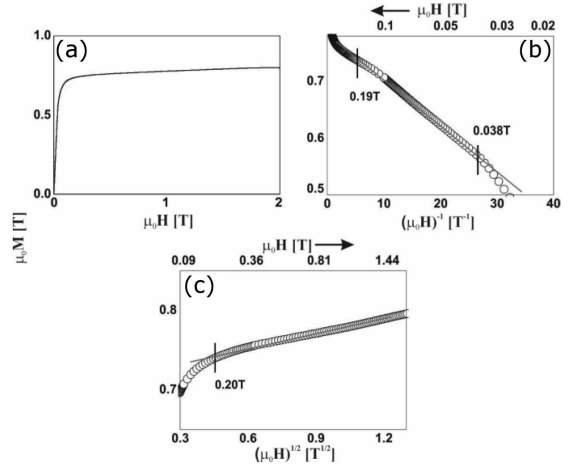 (a)
1.0
0.5
0.0
0 1 2
μ₀H [T]
μ₀M [T]
μ₀H [T]
0.1 0.05 0.03 0.02
(b)
0.7
0.6
0.5
0.19T
0.038T
0 10 20 30 40
(μ₀H)⁻¹ [T⁻¹]
μ₀H [T]
0.09 0.36 0.81 1.44
(c)
0.8
0.7
0.20T
0.3 0.6 0.9 1.2
(μ₀H)^1/2 [T^1/2]